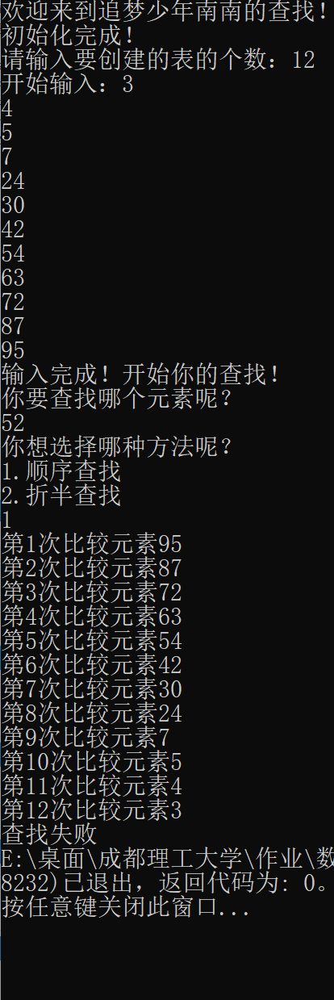 欢迎来到追梦少年南南的查找！
初始化完成！
请输入要创建的表的个数：12
开始输入：3
4
5
7
24
30
42
54
63
72
87
95
输入完成！开始你的查找！
你要查找哪个元素呢？
52
你想选择哪种方法呢？
1.顺序查找
2.折半查找
1
第1次比较元素95
第2次比较元素87
第3次比较元素72
第4次比较元素63
第5次比较元素54
第6次比较元素42
第7次比较元素30
第8次比较元素24
第9次比较元素7
第10次比较元素5
第11次比较元素4
第12次比较元素3
查找失败
E:\桌面\成都理工大学\作业\数
8232)已退出，返回代码为: 0。
按任意键关闭此窗口...